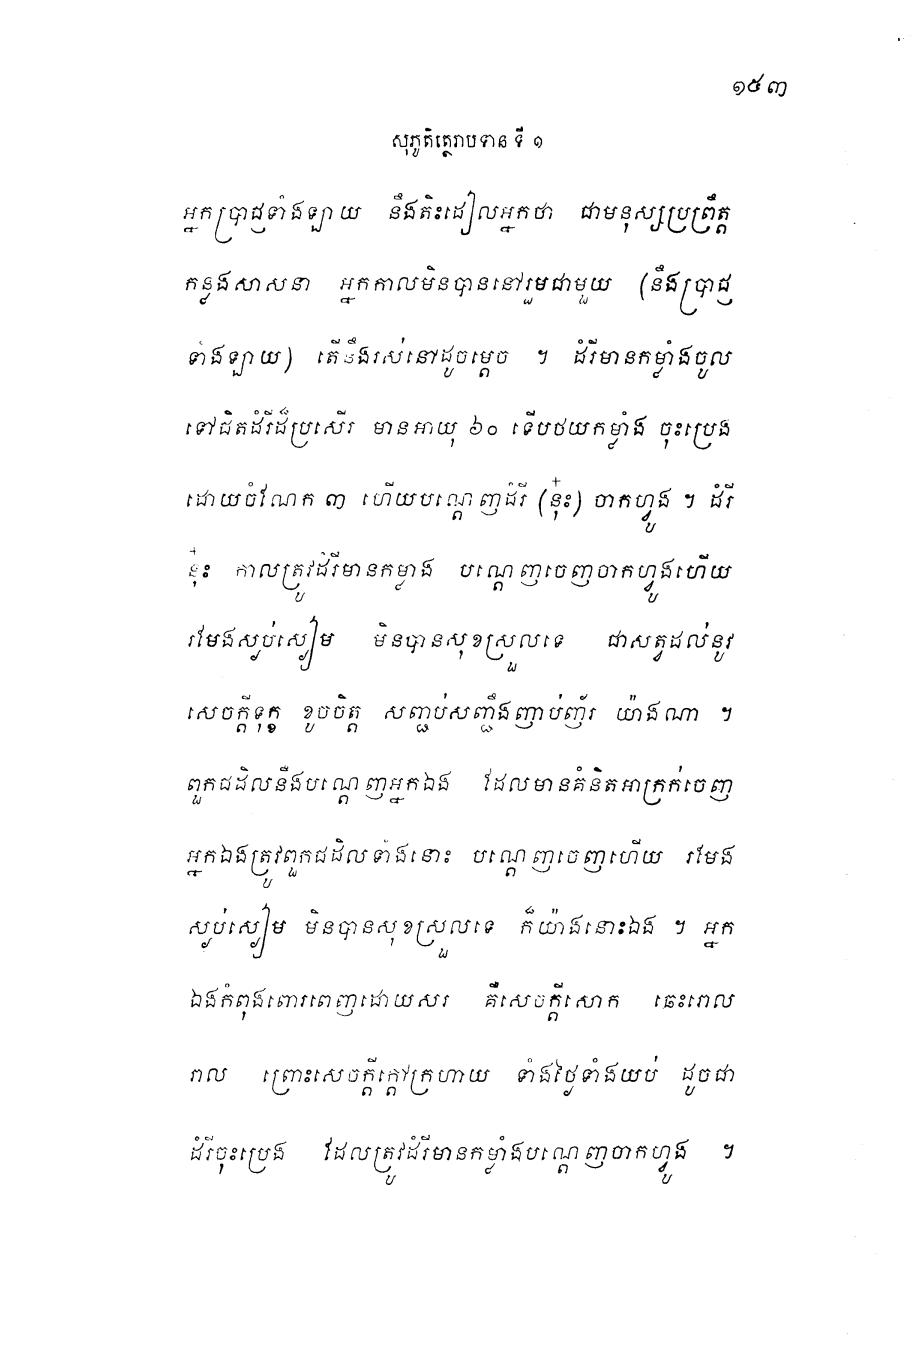 ១៥៣
សុភូតិត្ថេរាបទាន ទី ១
អ្នកប្រាជ្ញទាំងឡាយ នឹងតិះដៀលអ្នកថា ជាមនុស្សប្រព្រឹត្ត
កន្លងសាសនា អ្នកកាលមិនបាននៅរួមជាមួយ (នឹងប្រាជ្ញ
ទាំងឡាយ) តើនឹងរស់នៅដូចម្តេច ។ ដំរីមានកម្លាំងចូល
ទៅជិតដំរីដ៏ប្រសើរ មានអាយុ ៦០ ទើបថយកម្លាំង ចុះប្រេង
ដោយចំណែក ៣ ហើយបណ្តេញដំរី (នុ៎ះ) ចាកហ្វូង ។ ដំរី
នុ៎ះ កាលត្រូវដំរីមានកម្លាំង បណ្តេញចេញចាកហ្វូងហើយ
រមែងស្ងប់ស្ងៀម មិនបានសុខស្រួលទេ ជាសត្វដល់នូវ
សេចក្តីទុក្ខ ខូចចិត្ត សញ្ជប់សញ្ជឹងញាប់ញ័រ យ៉ាងណា ។
ពួកជដិលនឹងបណ្តេញអ្នកឯង ដែលមានគំនិតអាក្រក់ចេញ
អ្នកឯងត្រូវពួកជដិលទាំងនោះ បណ្តេញចេញហើយ រមែង
ស្ងប់ស្ងៀម មិនបានសុខស្រួលទេ ក៏យ៉ាងនោះឯង ។ អ្នក
ឯងកំពុងពោរពេញដោយសរ គឺសេចក្តីសោក ឆេះរោល
រាល ព្រោះសេចក្តីក្តៅក្រហាយ ទាំងថ្ងៃទាំងយប់ ដូចជា
ដំរីចុះប្រេង ដែលត្រូវដំរីមានកម្លាំងបណ្តេញចាកហ្វូង ។